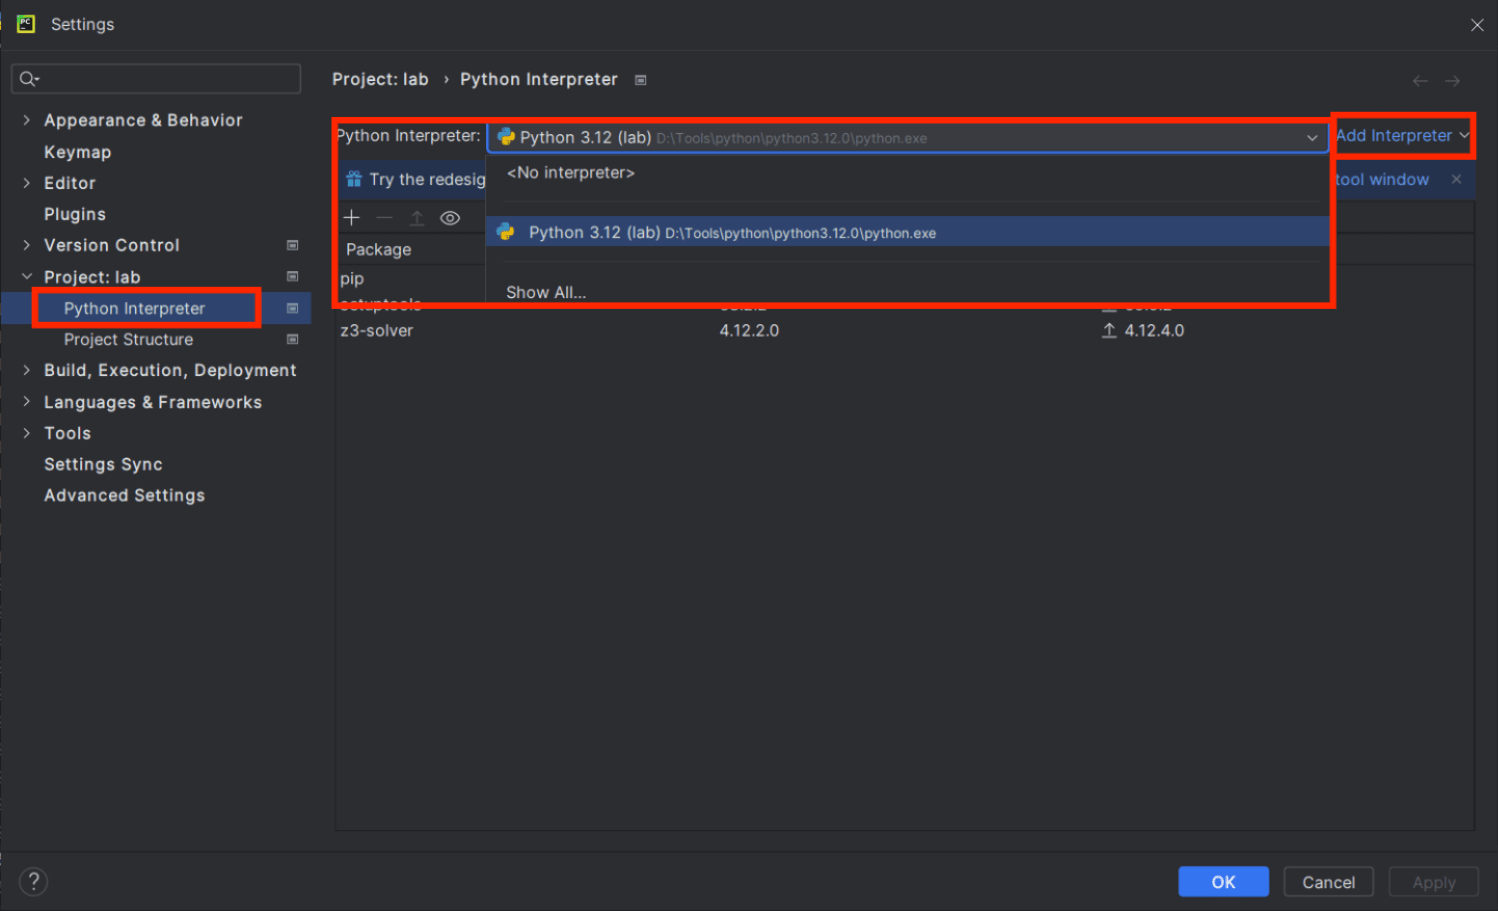 Settings
Project: lab › Python Interpreter
Appearance & Behavior
Keymap
Editor
Plugins
Version Control
Project: lab
Python Interpreter
Project Structure
Build, Execution, Deployment
Languages & Frameworks
Tools
Settings Sync
Advanced Settings
Python Interpreter: Python 3.12 (lab) D:\Tools\python\python3.12.0\python.exe Add Interpreter
<No interpreter>
Try the redesig tool window
Python 3.12 (lab) D:\Tools\python\python3.12.0\python.exe
Package
pip
Show All...
setuptools
z3-solver 4.12.2.0 4.12.4.0
? OK Cancel Apply